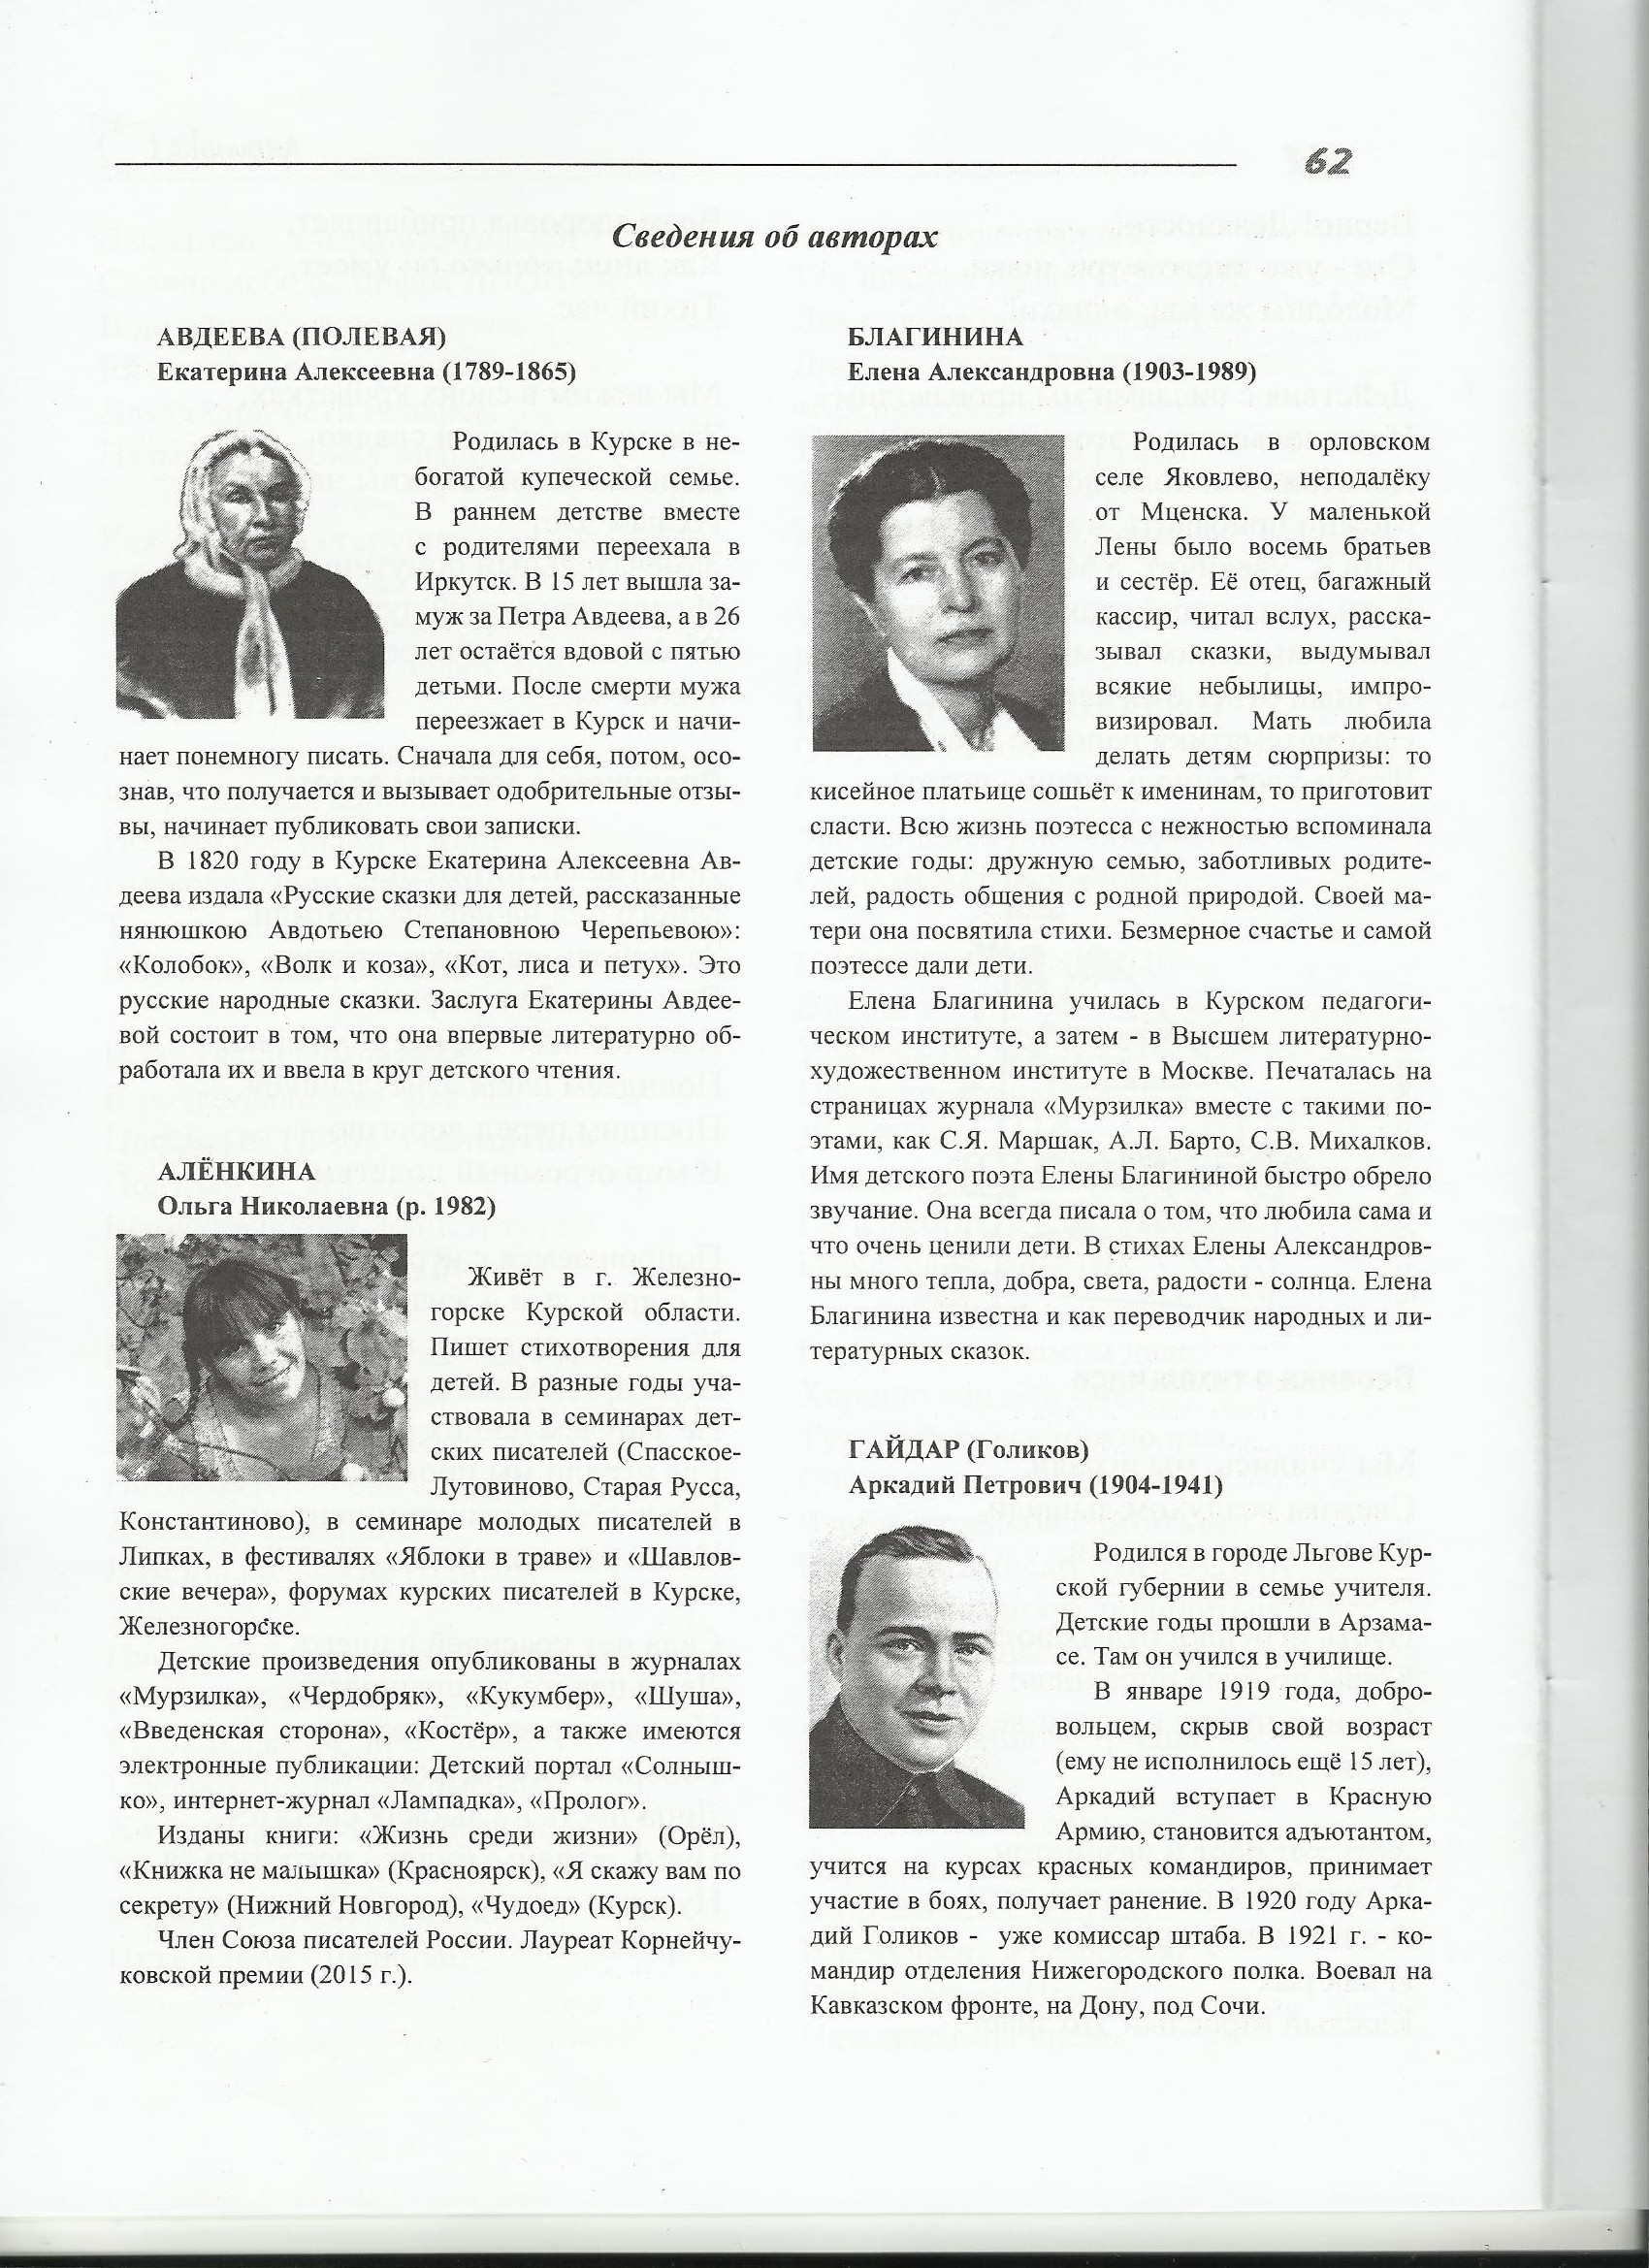 62
Сведения об авторах
АВДЕЕВА (ПОЛЕВАЯ)
Екатерина Алексеевна (1789-1865)
Родилась в Курске в не-
богатой купеческой семье.
В раннем детстве вместе
с родителями переехала в
Иркутск. В 15 лет вышла за-
муж за Петра Авдеева, а в 26
лет остаётся вдовой с пятью
детьми. После смерти мужа
переезжает в Курск и начи-
нает понемногу писать. Сначала для себя, потом, осо-
знав, что получается и вызывает одобрительные отзы-
вы, начинает публиковать свои записки.
В 1820 году в Курске Екатерина Алексеевна Ав-
деева издала «Русские сказки для детей, рассказанные
нянюшкою Авдотьею Степановною Черепьевою»:
«Колобок», «Волк и коза», «Кот, лиса и петух». Это
русские народные сказки. Заслуга Екатерины Авдее-
вой состоит в том, что она впервые литературно об-
работала их и ввела в круг детского чтения.
АЛЁНКИНА
Ольга Николаевна (р. 1982)
Живёт в г. Железно-
горске Курской области.
Пишет стихотворения для
детей. В разные годы уча-
ствовала в семинарах дет-
ских писателей (Спасское-
Лутовиново, Старая Русса,
Константиново), в семинаре молодых писателей в
Липках, в фестивалях «Яблоки в траве» и «Шавлов-
ские вечера», форумах курских писателей в Курске,
Железногорске.
Детские произведения опубликованы в журналах
«Мурзилка», «Чердобряк», «Кукумбер», «Шуша»,
«Введенская сторона», «Костёр», а также имеются
электронные публикации: Детский портал «Солныш-
ко», интернет-журнал «Лампадка», «Пролог».
Изданы книги: «Жизнь среди жизни» (Орёл),
«Книжка не малышка» (Красноярск), «Я скажу вам по
секрету» (Нижний Новгород), «Чудоед» (Курск).
Член Союза писателей России. Лауреат Корнейчу-
ковской премии (2015 г.).
БЛАГИНИНА
Елена Александровна (1903-1989)
Родилась в орловском
селе Яковлево, неподалёку
от Мценска. У маленькой
Лены было восемь братьев
и сестёр. Её отец, багажный
кассир, читал вслух, расска-
зывал сказки, выдумывал
всякие небылицы, импро-
визировал. Мать любила
делать детям сюрпризы: то
кисейное платьице сошьёт к именинам, то приготовит
сласти. Всю жизнь поэтесса с нежностью вспоминала
детские годы: дружную семью, заботливых родите-
лей, радость общения с родной природой. Своей ма-
тери она посвятила стихи. Безмерное счастье и самой
поэтессе дали дети.
Елена Благинина училась в Курском педагоги-
ческом институте, а затем - в Высшем литературно-
художественном институте в Москве. Печаталась на
страницах журнала «Мурзилка» вместе с такими по-
этами, как С.Я. Маршак, А.Л. Барто, С.В. Михалков.
Имя детского поэта Елены Благининой быстро обрело
звучание. Она всегда писала о том, что любила сама и
что очень ценили дети. В стихах Елены Александров-
ны много тепла, добра, света, радости - солнца. Елена
Благинина известна и как переводчик народных и ли-
тературных сказок.
ГАЙДАР (Голиков)
Аркадий Петрович (1904-1941)
Родился в городе Льгове Кур-
ской губернии в семье учителя.
Детские годы прошли в Арзама-
се. Там он учился в училище.
В январе 1919 года, добро-
вольцем, скрыв свой возраст
(ему не исполнилось ещё 15 лет),
Аркадий вступает в Красную
Армию, становится адъютантом,
учится на курсах красных командиров, принимает
участие в боях, получает ранение. В 1920 году Арка-
дий Голиков - уже комиссар штаба. В 1921 г. - ко-
мандир отделения Нижегородского полка. Воевал на
Кавказском фронте, на Дону, под Сочи.